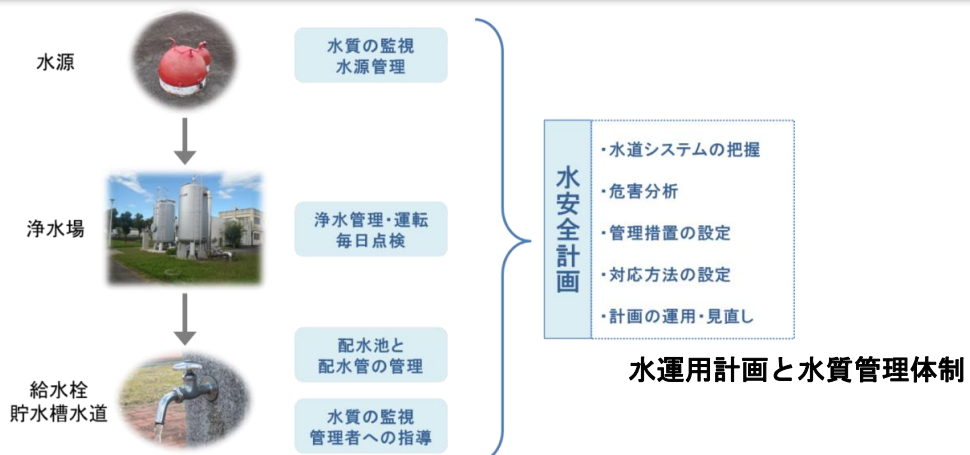 水源
水質の監視
水源管理
浄水場
浄水管理・運転
毎日点検
給水栓
貯水槽水道
配水池と
配水管の管理
水質の監視
管理者への指導
水安全計画
・水道システムの把握
・危害分析
・管理措置の設定
・対応方法の設定
・計画の運用・見直し
水運用計画と水質管理体制